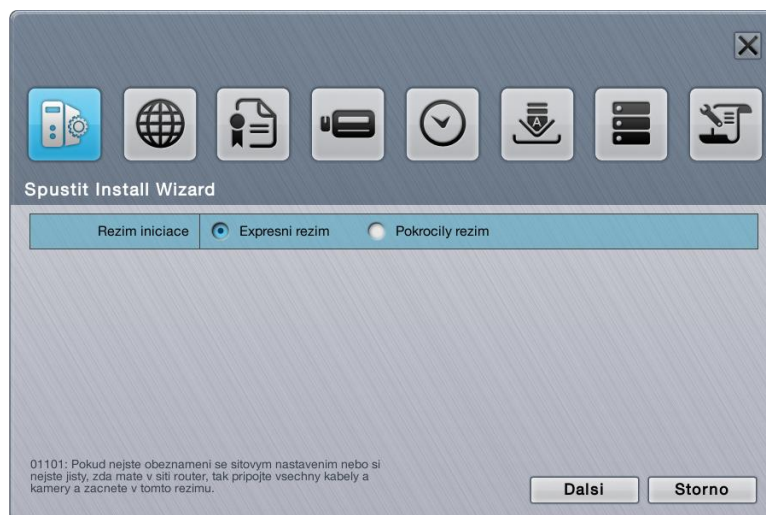 Spustit Install Wizard
Rezim iniciace Expresni rezim Pokrocily rezim
01101: Pokud nejste obeznameni se sitovym nastavenim nebo si
nejste jisty, zda mate v siti router, tak pripojte vsechny kabely a
kamery a zacnete v tomto rezimu.
Dalsi Storno